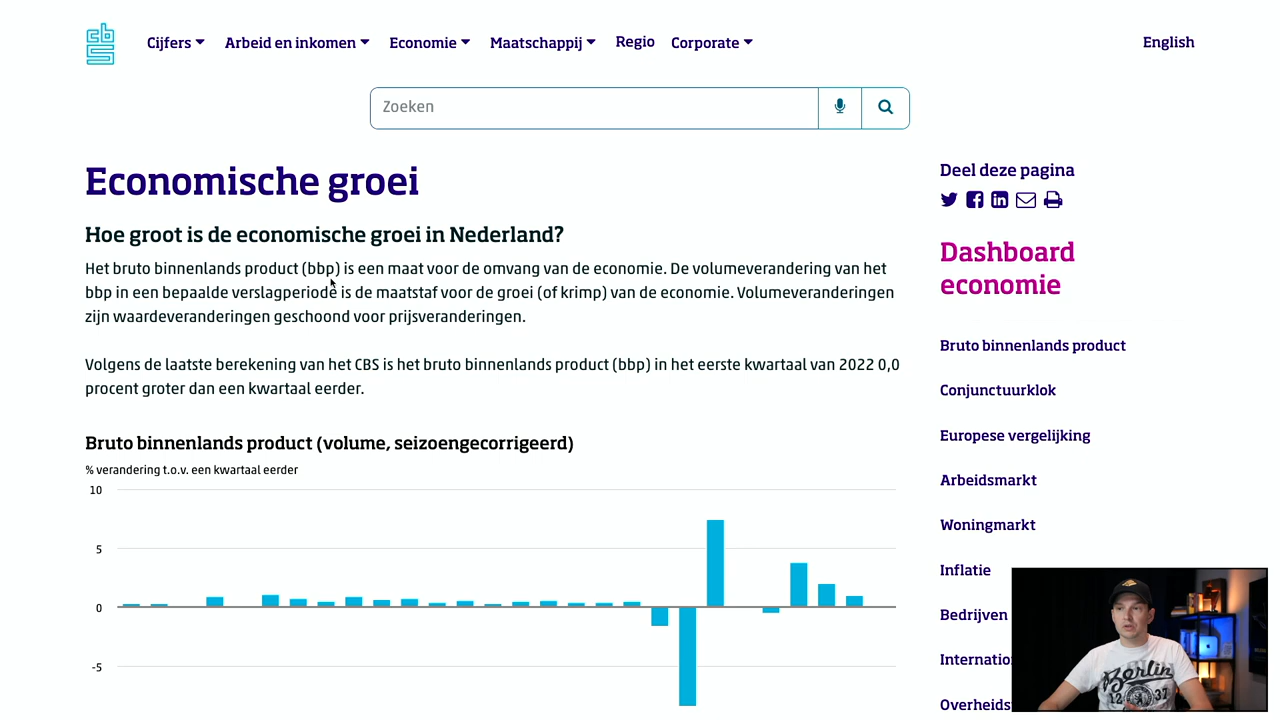 cbs
Cijfers Arbeid en inkomen Economie Maatschappij Regio Corporate English
Zoeken
Economische groei
Hoe groot is de economische groei in Nederland?
Het bruto binnenlands product (bbp) is een maat voor de omvang van de economie. De volumeverandering van het
bbp in een bepaalde verslagperiode is de maatstaf voor de groei (of krimp) van de economie. Volumeveranderingen
zijn waardeveranderingen geschoond voor prijsveranderingen.
Volgens de laatste berekening van het CBS is het bruto binnenlands product (bbp) in het eerste kwartaal van 2022 0,0
procent groter dan een kwartaal eerder.
Bruto binnenlands product (volume, seizoengecorrigeerd)
% verandering t.o.v. een kwartaal eerder
10
5
0
-5
Deel deze pagina
Dashboard
economie
Bruto binnenlands product
Conjunctuurklok
Europese vergelijking
Arbeidsmarkt
Woningmarkt
Inflatie
Bedrijven
Internatio
Overheids
Berlin
12 37